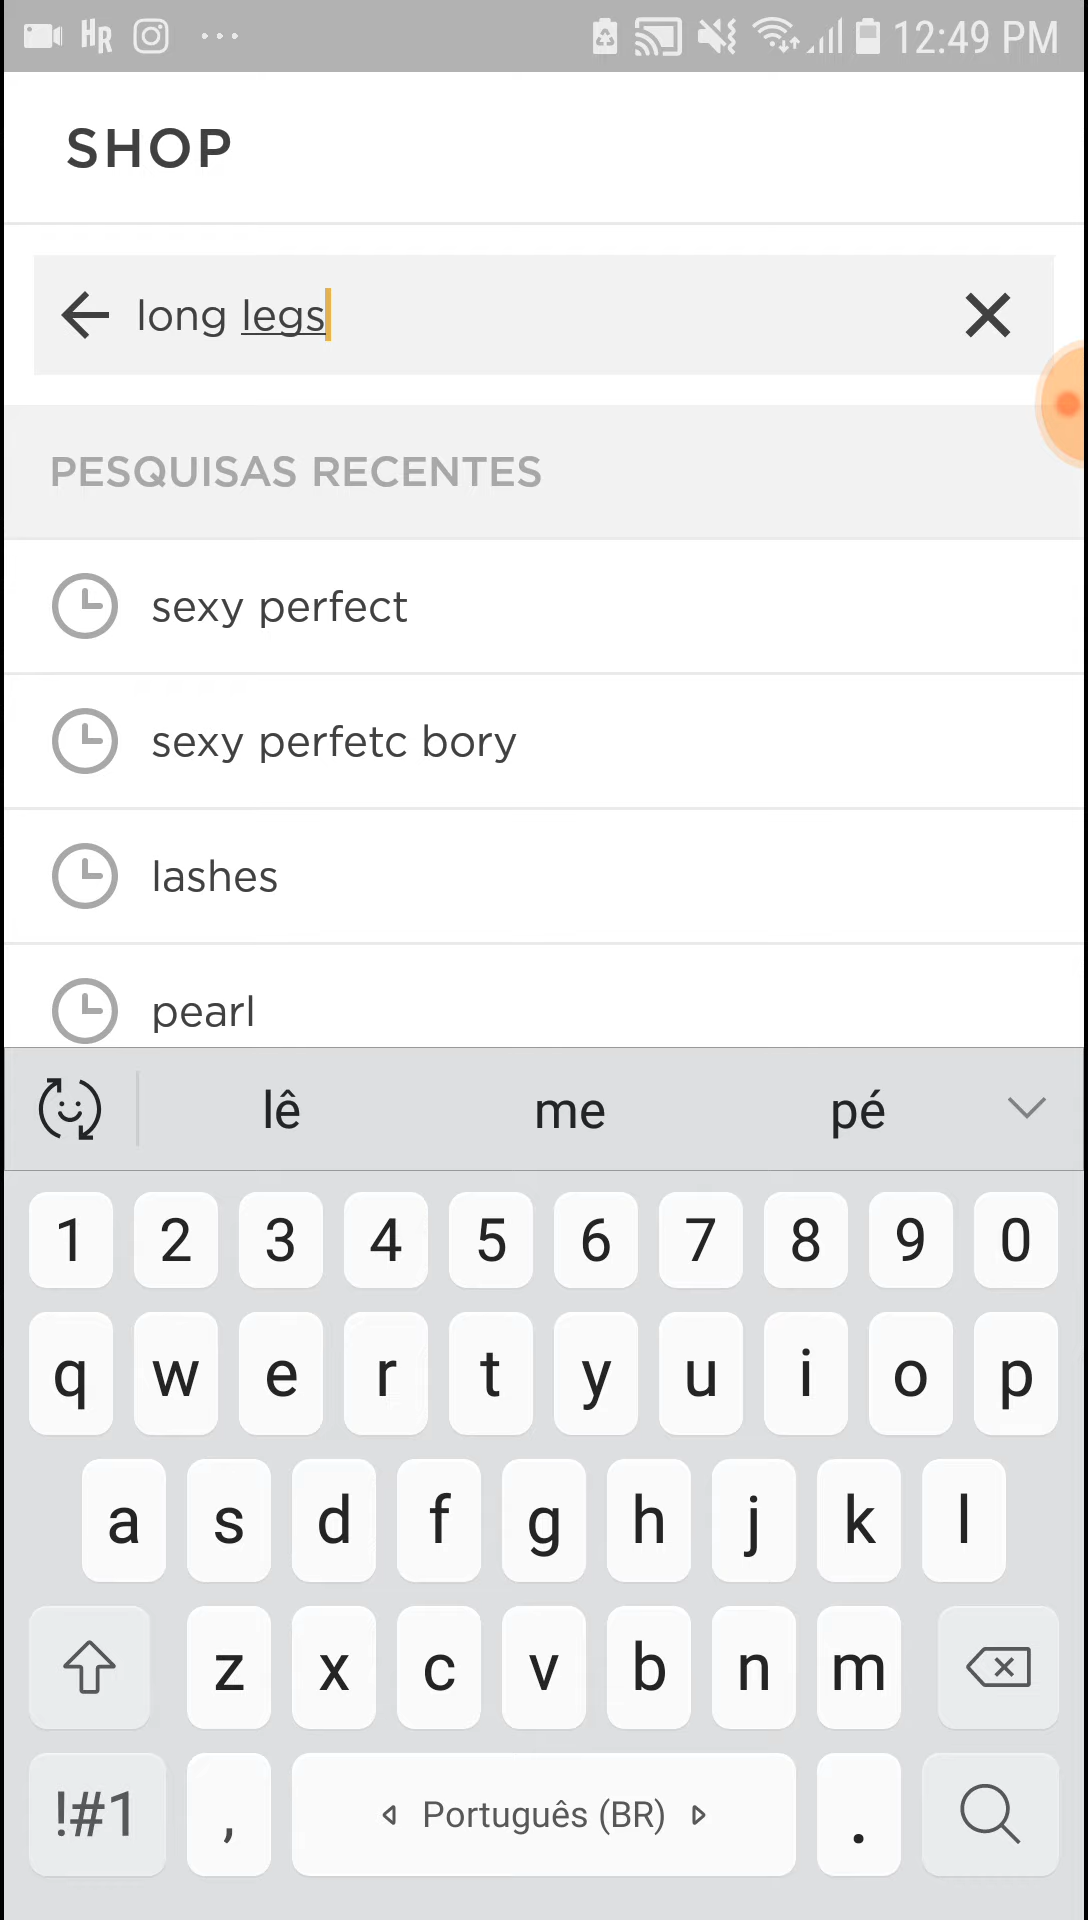 HR 12:49 PM
SHOP
long legs
PESQUISAS RECENTES
sexy perfect
sexy perfetc bory
lashes
pearl
lê me pé
1 2 3 4 5 6 7 8 9 0
q w e r t y u i o p
a s d f g h j k l
z x c v b n m
!#1 , Português (BR) .